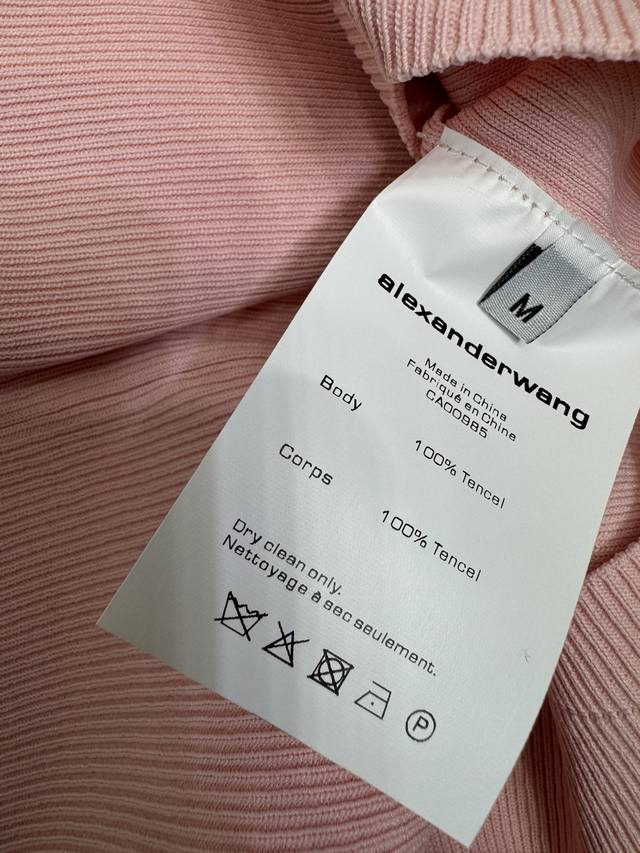 M
alexanderwang
Made in China
Fabriqué en Chine
CA00985
Body 100% Tencel
Corps 100% Tencel
Dry clean only.
Nettoyage à sec seulement.
P